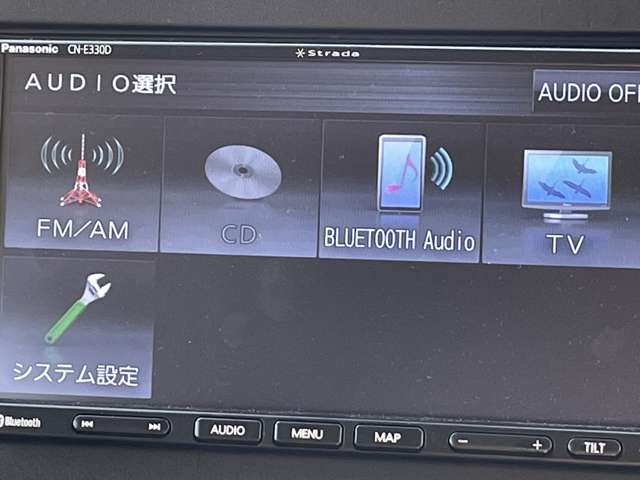 Panasonic CN-E330D
Strada
AUDIO選択
AUDIO OFF
FM/AM
CD
BLUETOOTH Audio
TV
システム設定
Bluetooth
AUDIO
MENU
MAP
− +
TILT